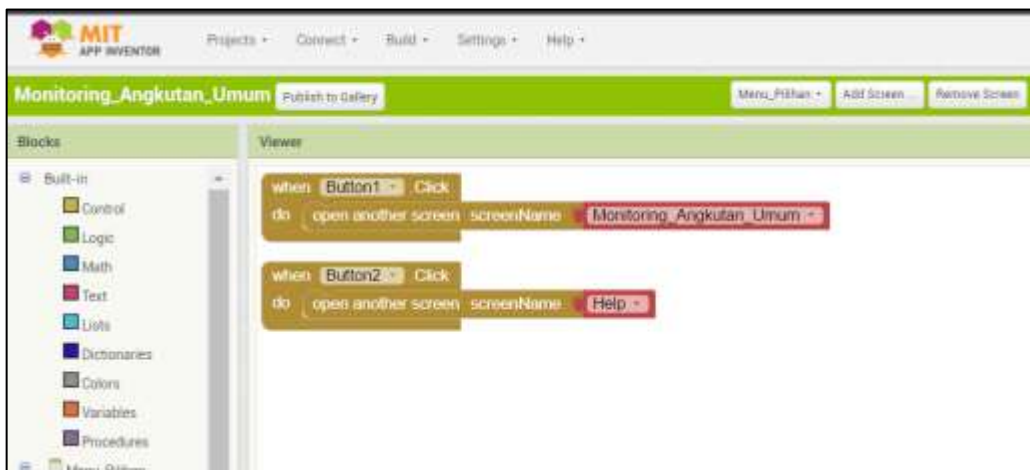 MIT
APP INVENTOR
Projects Connect Build Settings Help
Monitoring_Angkutan_Umum Publish to Gallery Menu_Pilihan Add Screen ... Remove Screen
Blocks
Viewer
Built-in
Control
Logic
Math
Text
Lists
Dictionaries
Colors
Variables
Procedures
Menu_Pilihan
when Button1 .Click
do open another screen screenName Monitoring_Angkutan_Umum
when Button2 .Click
do open another screen screenName Help